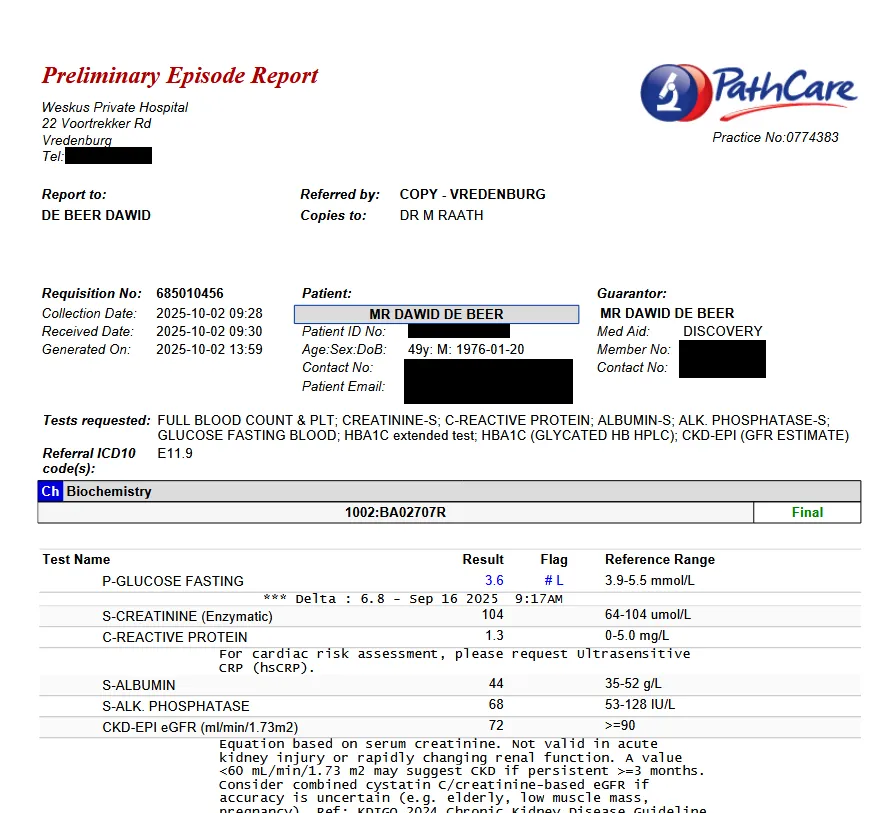 Preliminary Episode Report
PathCare
Weskus Private Hospital
22 Voortrekker Rd
Vredenburg
Tel:
Practice No:0774383
Report to: Referred by: COPY - VREDENBURG
DE BEER DAWID Copies to: DR M RAATH
Requisition No: 685010456 Patient: Guarantor:
Collection Date: 2025-10-02 09:28 MR DAWID DE BEER MR DAWID DE BEER
Received Date: 2025-10-02 09:30 Patient ID No: Med Aid: DISCOVERY
Generated On: 2025-10-02 13:59 Age:Sex:DoB: 49y: M: 1976-01-20 Member No:
Contact No: Contact No:
Patient Email:
Tests requested: FULL BLOOD COUNT & PLT; CREATININE-S; C-REACTIVE PROTEIN; ALBUMIN-S; ALK. PHOSPHATASE-S;
GLUCOSE FASTING BLOOD; HBA1C extended test; HBA1C (GLYCATED HB HPLC); CKD-EPI (GFR ESTIMATE)
Referral ICD10 E11.9
code(s):
Ch Biochemistry
1002:BA02707R Final
Test Name Result Flag Reference Range
P-GLUCOSE FASTING 3.6 # L 3.9-5.5 mmol/L
*** Delta : 6.8 - Sep 16 2025 9:17AM
S-CREATININE (Enzymatic) 104 64-104 umol/L
C-REACTIVE PROTEIN 1.3 0-5.0 mg/L
For cardiac risk assessment, please request Ultrasensitive
CRP (hsCRP).
S-ALBUMIN 44 35-52 g/L
S-ALK. PHOSPHATASE 68 53-128 IU/L
CKD-EPI eGFR (ml/min/1.73m2) 72 >=90
Equation based on serum creatinine. Not valid in acute
kidney injury or rapidly changing renal function. A value
<60 mL/min/1.73 m2 may suggest CKD if persistent >=3 months.
Consider combined cystatin C/creatinine-based eGFR if
accuracy is uncertain (e.g. elderly, low muscle mass,
pregnancy). Ref: KDIGO 2024 Chronic Kidney Disease Guideline